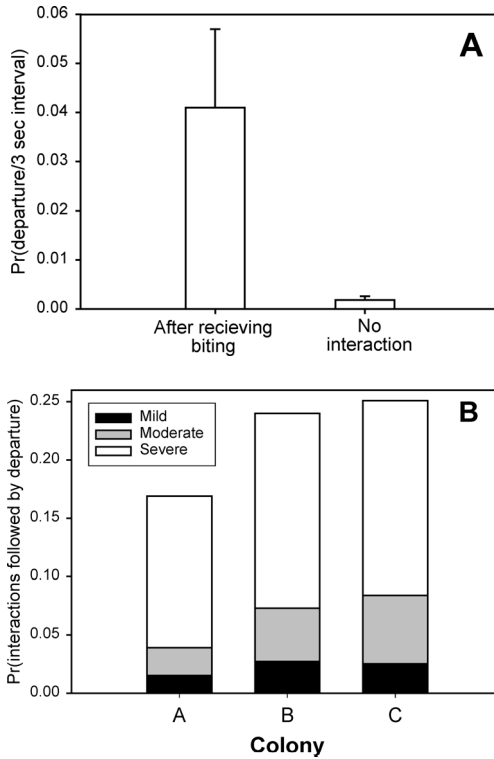 A
0.06
0.05
0.04
0.03
0.02
0.01
0.00
Pr(departure/3 sec interval)
After recieving
biting
No
interaction
B
0.25
0.20
0.15
0.10
0.05
0.00
Pr(interactions followed by departure)
Mild
Moderate
Severe
A
B
C
Colony